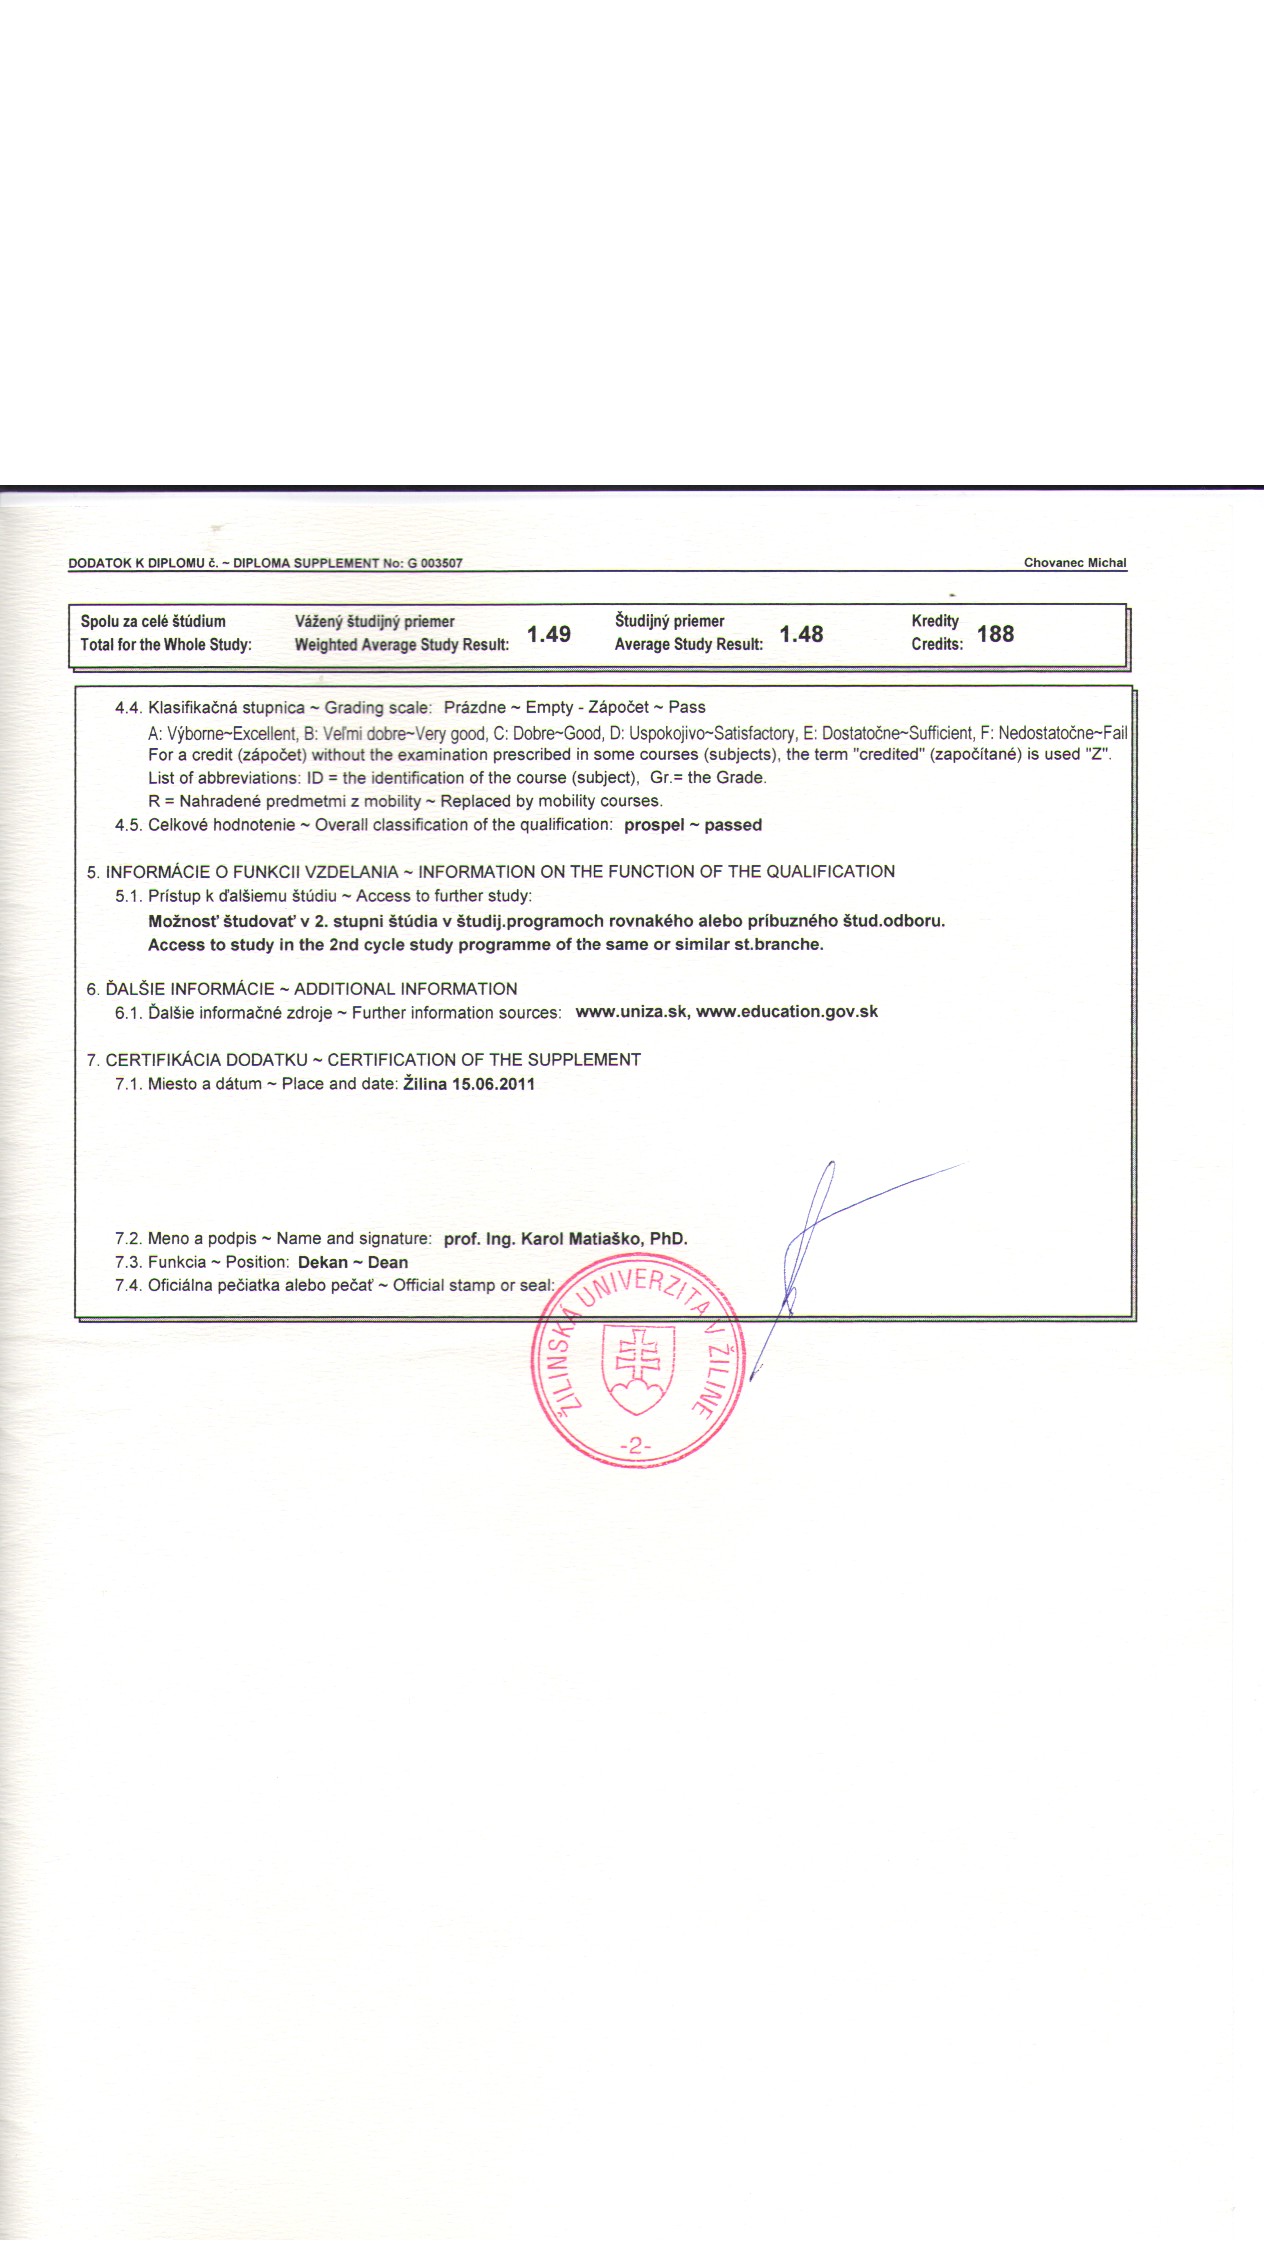 DODATOK K DIPLOMU č. ~ DIPLOMA SUPPLEMENT No: G 003507 Chovanec Michal
Spolu za celé štúdium Vážený študijný priemer 1.49 Študijný priemer 1.48 Kredity 188
Total for the Whole Study: Weighted Average Study Result: Average Study Result: Credits:
4.4. Klasifikačná stupnica ~ Grading scale: Prázdne ~ Empty - Zápočet ~ Pass
A: Výborne~Excellent, B: Veľmi dobre~Very good, C: Dobre~Good, D: Uspokojivo~Satisfactory, E: Dostatočne~Sufficient, F: Nedostatočne~Fail
For a credit (zápočet) without the examination prescribed in some courses (subjects), the term "credited" (započítané) is used "Z".
List of abbreviations: ID = the identification of the course (subject), Gr.= the Grade.
R = Nahradené predmetmi z mobility ~ Replaced by mobility courses.
4.5. Celkové hodnotenie ~ Overall classification of the qualification: prospel ~ passed
5. INFORMÁCIE O FUNKCII VZDELANIA ~ INFORMATION ON THE FUNCTION OF THE QUALIFICATION
5.1. Prístup k ďalšiemu štúdiu ~ Access to further study:
Možnosť študovať v 2. stupni štúdia v študij.programoch rovnakého alebo príbuzného štud.odboru.
Access to study in the 2nd cycle study programme of the same or similar st.branche.
6. ĎALŠIE INFORMÁCIE ~ ADDITIONAL INFORMATION
6.1. Ďalšie informačné zdroje ~ Further information sources: www.uniza.sk, www.education.gov.sk
7. CERTIFIKÁCIA DODATKU ~ CERTIFICATION OF THE SUPPLEMENT
7.1. Miesto a dátum ~ Place and date: Žilina 15.06.2011
7.2. Meno a podpis ~ Name and signature: prof. Ing. Karol Matiaško, PhD.
7.3. Funkcia ~ Position: Dekan ~ Dean
7.4. Oficiálna pečiatka alebo pečať ~ Official stamp or seal:
ŽILINSKÁ UNIVERZITA V ŽILINE
-2-